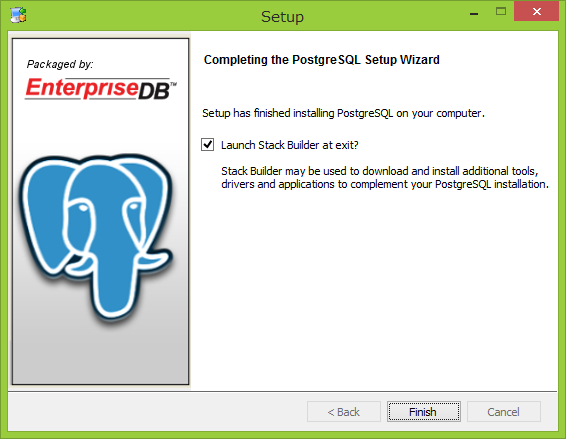 Setup
Packaged by:
EnterpriseDB™
Completing the PostgreSQL Setup Wizard
Setup has finished installing PostgreSQL on your computer.
Launch Stack Builder at exit?
Stack Builder may be used to download and install additional tools,
drivers and applications to complement your PostgreSQL installation.
< Back
Finish
Cancel